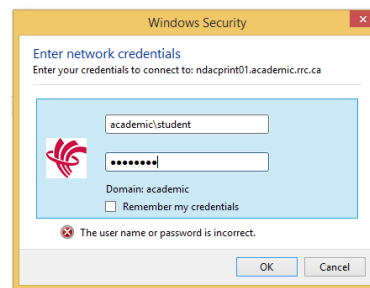 Windows Security
Enter network credentials
Enter your credentials to connect to: ndacprint01.academic.rrc.ca
academic\student
••••••••
Domain: academic
Remember my credentials
The user name or password is incorrect.
OK
Cancel